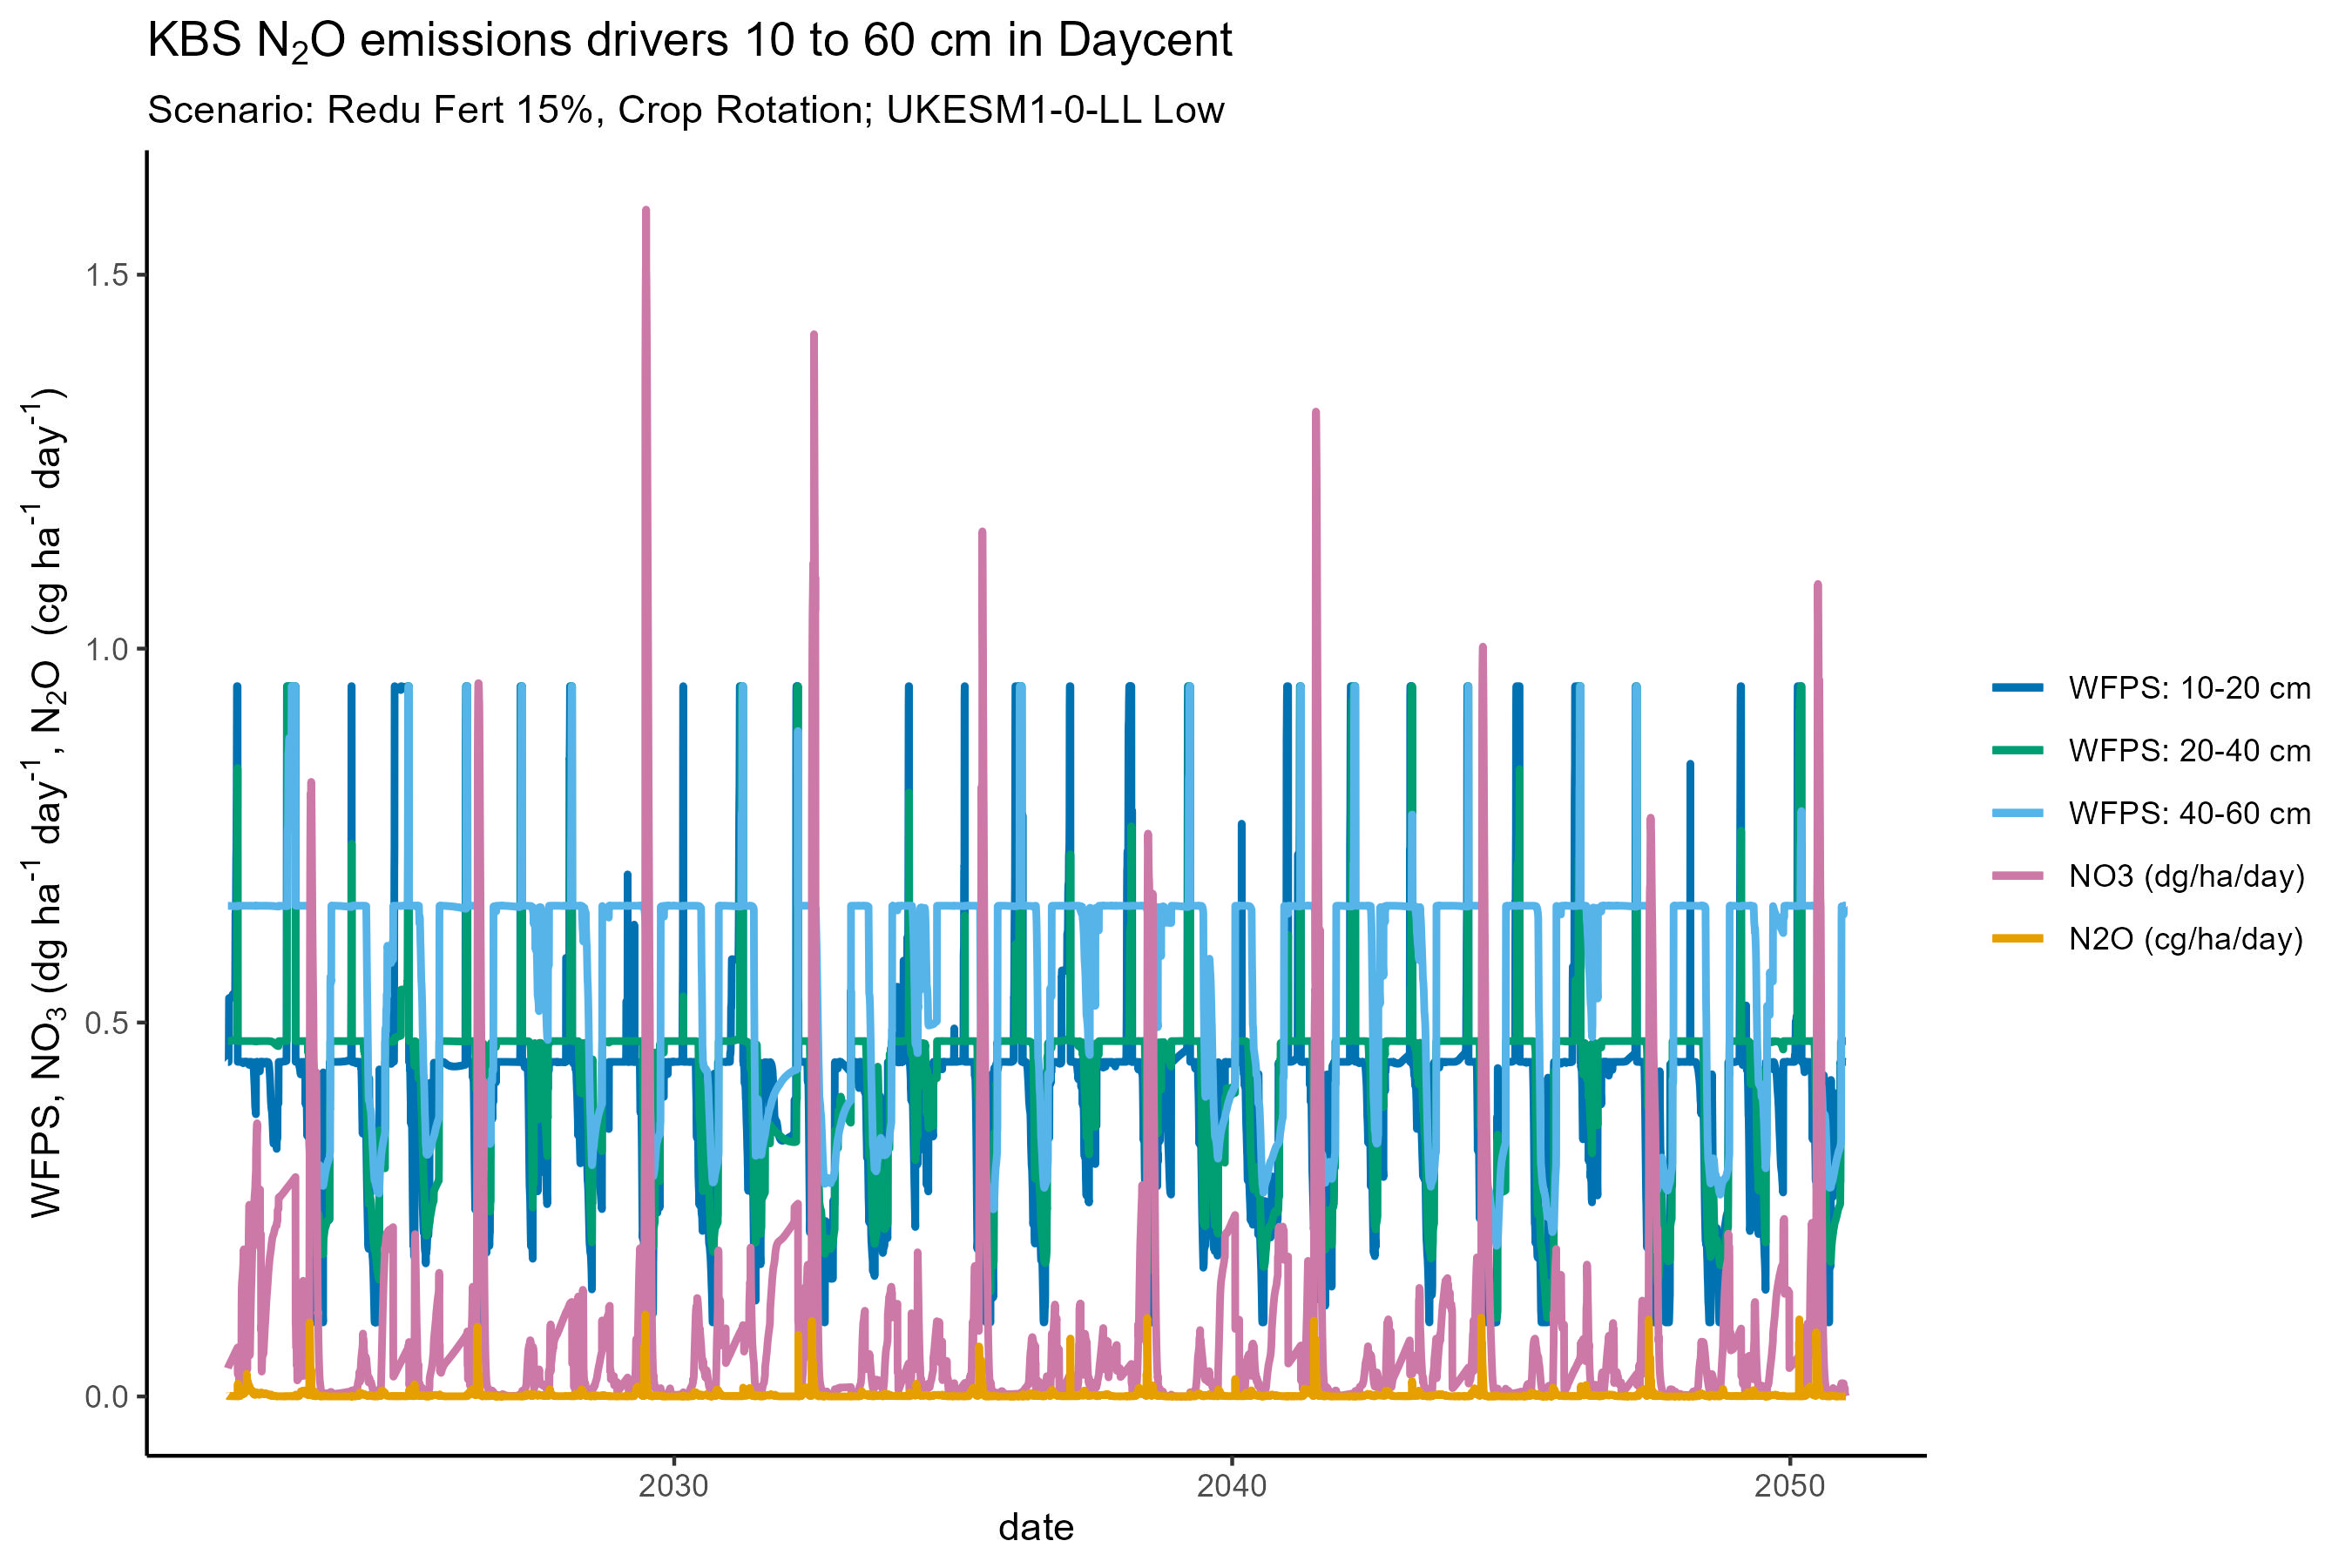 KBS N₂O emissions drivers 10 to 60 cm in Daycent
Scenario: Redu Fert 15%, Crop Rotation; UKESM1-0-LL Low
WFPS, NO₃ (dg ha⁻¹ day⁻¹, N₂O (cg ha⁻¹ day⁻¹)
1.5
1.0
0.5
0.0
2030
2040
2050
date
WFPS: 10-20 cm
WFPS: 20-40 cm
WFPS: 40-60 cm
NO3 (dg/ha/day)
N2O (cg/ha/day)